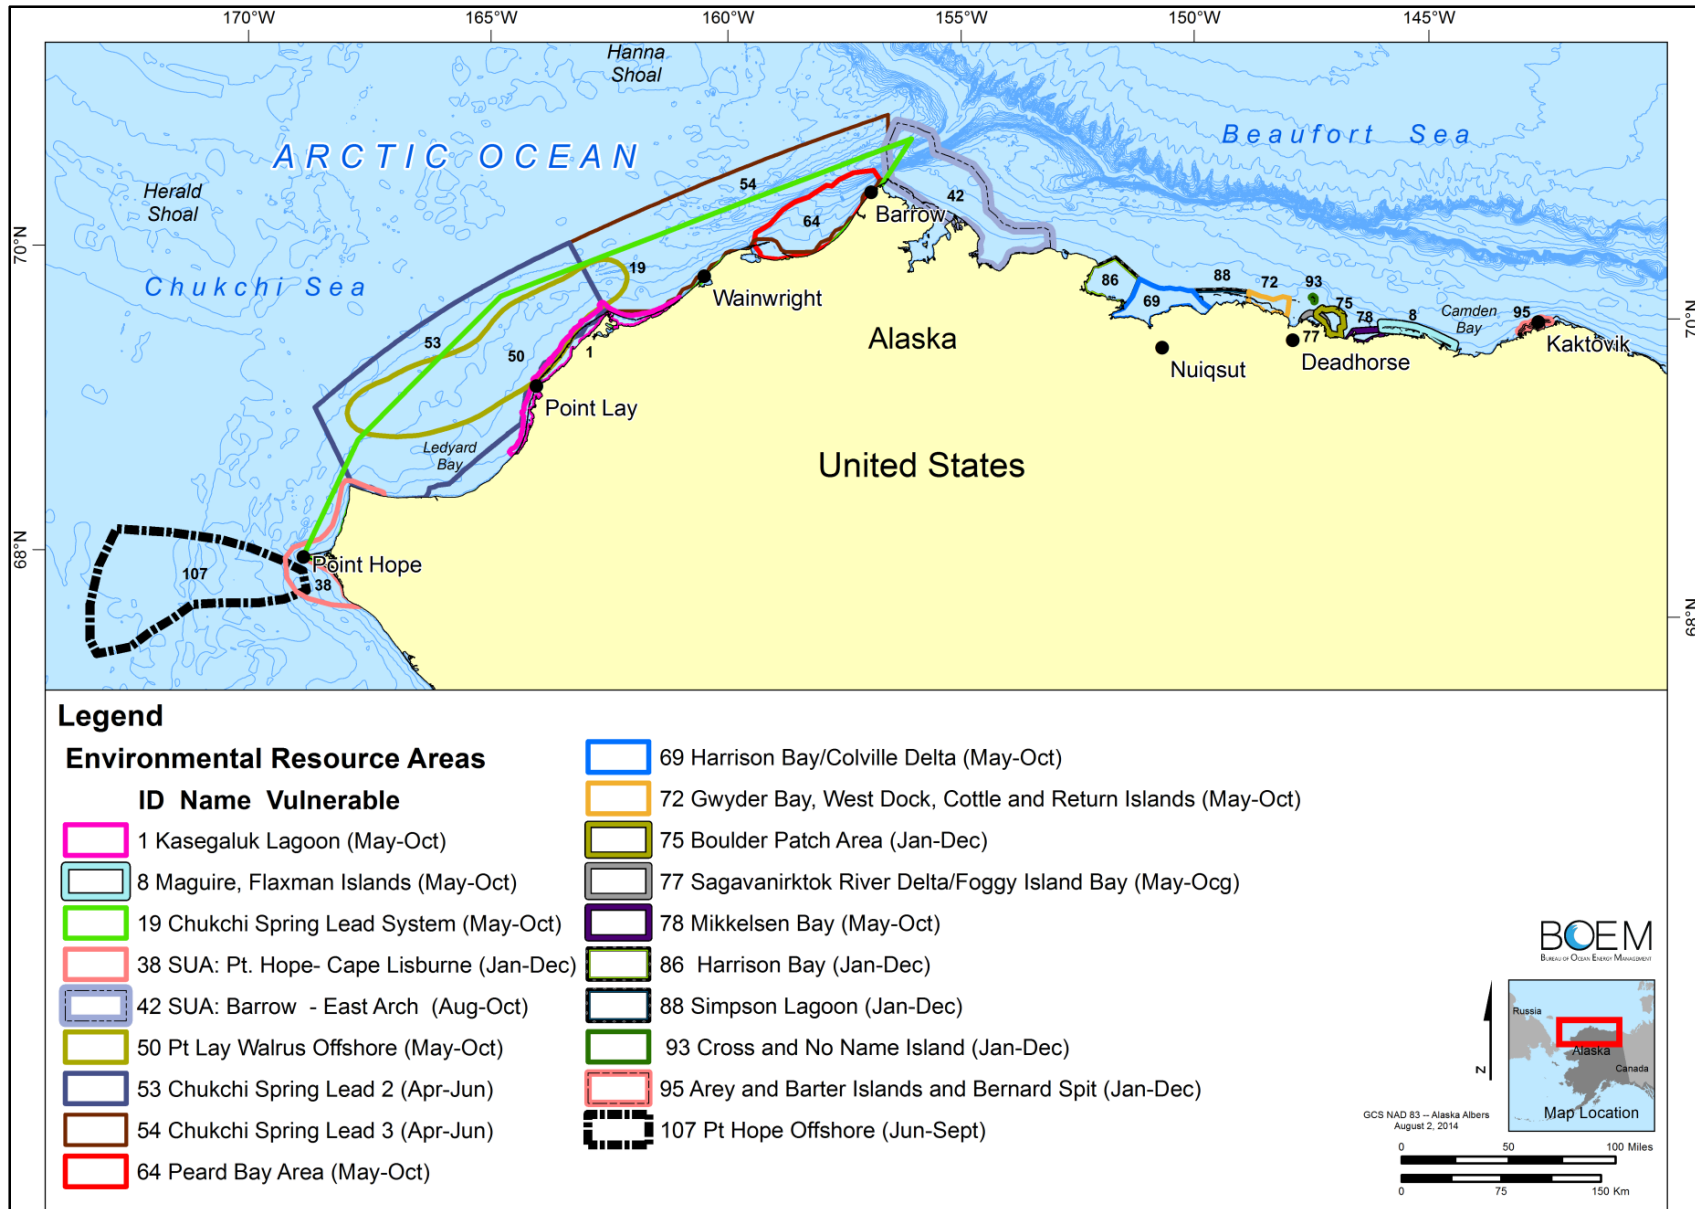 170°W 165°W 160°W 155°W 150°W 145°W
Hanna
Shoal
ARCTIC OCEAN
Beaufort Sea
Herald
Shoal
54
42
Barrow
64
70°N
19
Chukchi Sea
Wainwright
86
69
88
72
93
75
78
8
Camden
Bay
95
70°N
53
50
1
Alaska
77
Kaktovik
Nuiqsut
Deadhorse
Point Lay
Ledyard
Bay
United States
68°N
Point Hope
107
38
68°N
Legend
Environmental Resource Areas
ID Name Vulnerable
1 Kasegaluk Lagoon (May-Oct)
8 Maguire, Flaxman Islands (May-Oct)
19 Chukchi Spring Lead System (May-Oct)
38 SUA: Pt. Hope- Cape Lisburne (Jan-Dec)
42 SUA: Barrow - East Arch (Aug-Oct)
50 Pt Lay Walrus Offshore (May-Oct)
53 Chukchi Spring Lead 2 (Apr-Jun)
54 Chukchi Spring Lead 3 (Apr-Jun)
64 Peard Bay Area (May-Oct)
69 Harrison Bay/Colville Delta (May-Oct)
72 Gwyder Bay, West Dock, Cottle and Return Islands (May-Oct)
75 Boulder Patch Area (Jan-Dec)
77 Sagavanirktok River Delta/Foggy Island Bay (May-Ocg)
78 Mikkelsen Bay (May-Oct)
86 Harrison Bay (Jan-Dec)
88 Simpson Lagoon (Jan-Dec)
93 Cross and No Name Island (Jan-Dec)
95 Arey and Barter Islands and Bernard Spit (Jan-Dec)
107 Pt Hope Offshore (Jun-Sept)
BOEM
BUREAU OF OCEAN ENERGY MANAGEMENT
Russia
Alaska
Canada
Map Location
N
GCS NAD 83 -- Alaska Albers
August 2, 2014
0 50 100 Miles
0 75 150 Km